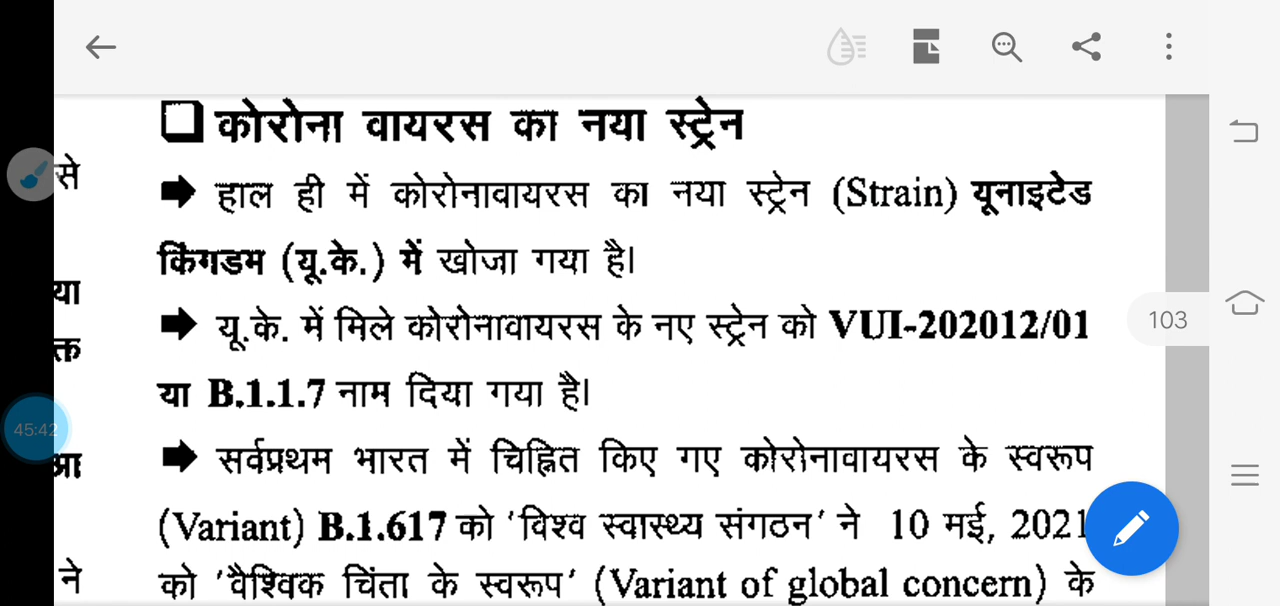 ❑ कोरोना वायरस का नया स्ट्रेन
से
➡ हाल ही में कोरोनावायरस का नया स्ट्रेन (Strain) यूनाइटेड
किंगडम (यू.के.) में खोजा गया है।
या
➡ यू.के. में मिले कोरोनावायरस के नए स्ट्रेन को VUI-202012/01
103
क्त
या B.1.1.7 नाम दिया गया है।
45:42
➡ सर्वप्रथम भारत में चिह्नित किए गए कोरोनावायरस के स्वरूप
(Variant) B.1.617 को 'विश्व स्वास्थ्य संगठन' ने 10 मई, 2021
ने
को 'वैश्विक चिंता के स्वरूप' (Variant of global concern) के